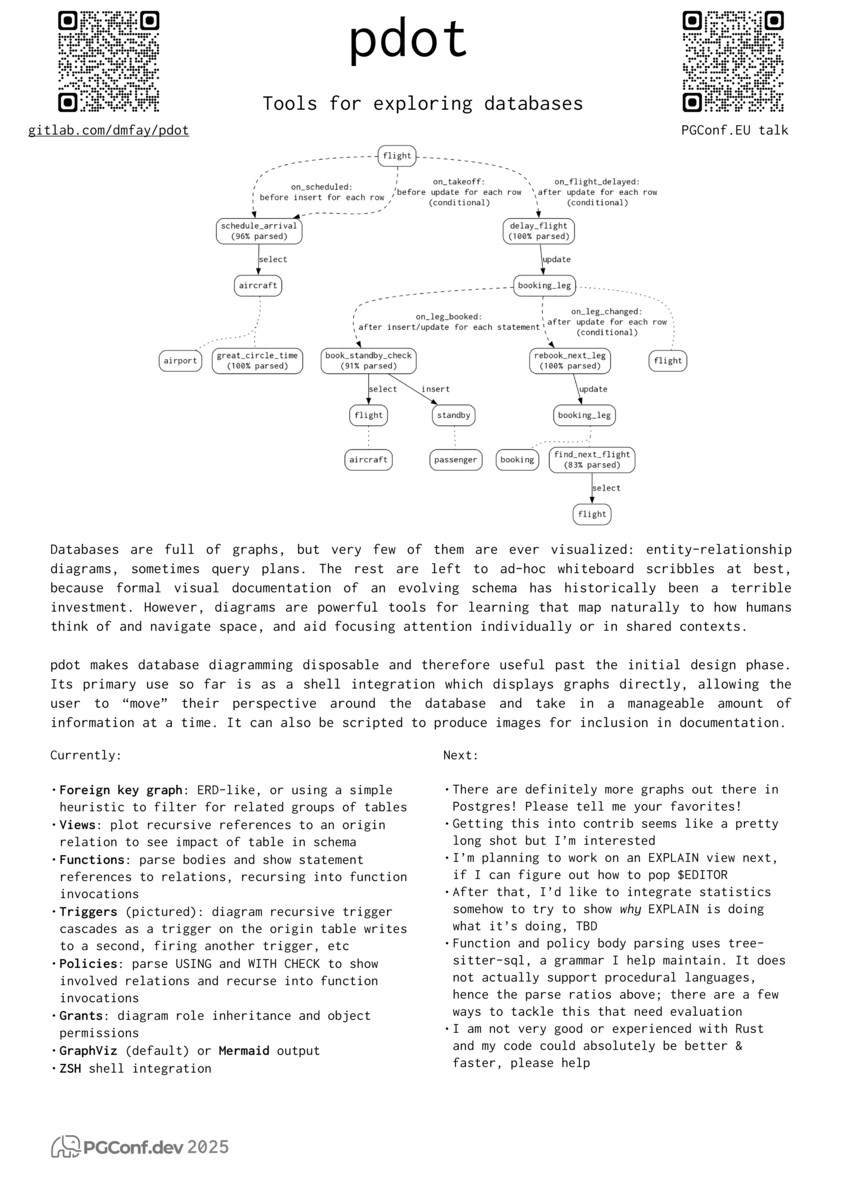 pdot
Tools for exploring databases
gitlab.com/dmfay/pdot
PGConf.EU talk
flight
on_scheduled:
before insert for each row
on_takeoff:
before update for each row
(conditional)
on_flight_delayed:
after update for each row
(conditional)
schedule_arrival
(96% parsed)
delay_flight
(100% parsed)
select
update
aircraft
booking_leg
on_leg_booked:
after insert/update for each statement
on_leg_changed:
after update for each row
(conditional)
airport
great_circle_time
(100% parsed)
book_standby_check
(91% parsed)
rebook_next_leg
(100% parsed)
flight
select
insert
update
flight
standby
booking_leg
aircraft
passenger
booking
find_next_flight
(83% parsed)
select
flight
Databases are full of graphs, but very few of them are ever visualized: entity-relationship
diagrams, sometimes query plans. The rest are left to ad-hoc whiteboard scribbles at best,
because formal visual documentation of an evolving schema has historically been a terrible
investment. However, diagrams are powerful tools for learning that map naturally to how humans
think of and navigate space, and aid focusing attention individually or in shared contexts.
pdot makes database diagramming disposable and therefore useful past the initial design phase.
Its primary use so far is as a shell integration which displays graphs directly, allowing the
user to “move” their perspective around the database and take in a manageable amount of
information at a time. It can also be scripted to produce images for inclusion in documentation.
Currently:
· Foreign key graph: ERD-like, or using a simple
heuristic to filter for related groups of tables
· Views: plot recursive references to an origin
relation to see impact of table in schema
· Functions: parse bodies and show statement
references to relations, recursing into function
invocations
· Triggers (pictured): diagram recursive trigger
cascades as a trigger on the origin table writes
to a second, firing another trigger, etc
· Policies: parse USING and WITH CHECK to show
involved relations and recurse into function
invocations
· Grants: diagram role inheritance and object
permissions
· GraphViz (default) or Mermaid output
· ZSH shell integration
Next:
· There are definitely more graphs out there in
Postgres! Please tell me your favorites!
· Getting this into contrib seems like a pretty
long shot but I’m interested
· I’m planning to work on an EXPLAIN view next,
if I can figure out how to pop $EDITOR
· After that, I’d like to integrate statistics
somehow to try to show why EXPLAIN is doing
what it’s doing, TBD
· Function and policy body parsing uses tree-
sitter-sql, a grammar I help maintain. It does
not actually support procedural languages,
hence the parse ratios above; there are a few
ways to tackle this that need evaluation
· I am not very good or experienced with Rust
and my code could absolutely be better &
faster, please help
PGConf.dev 2025